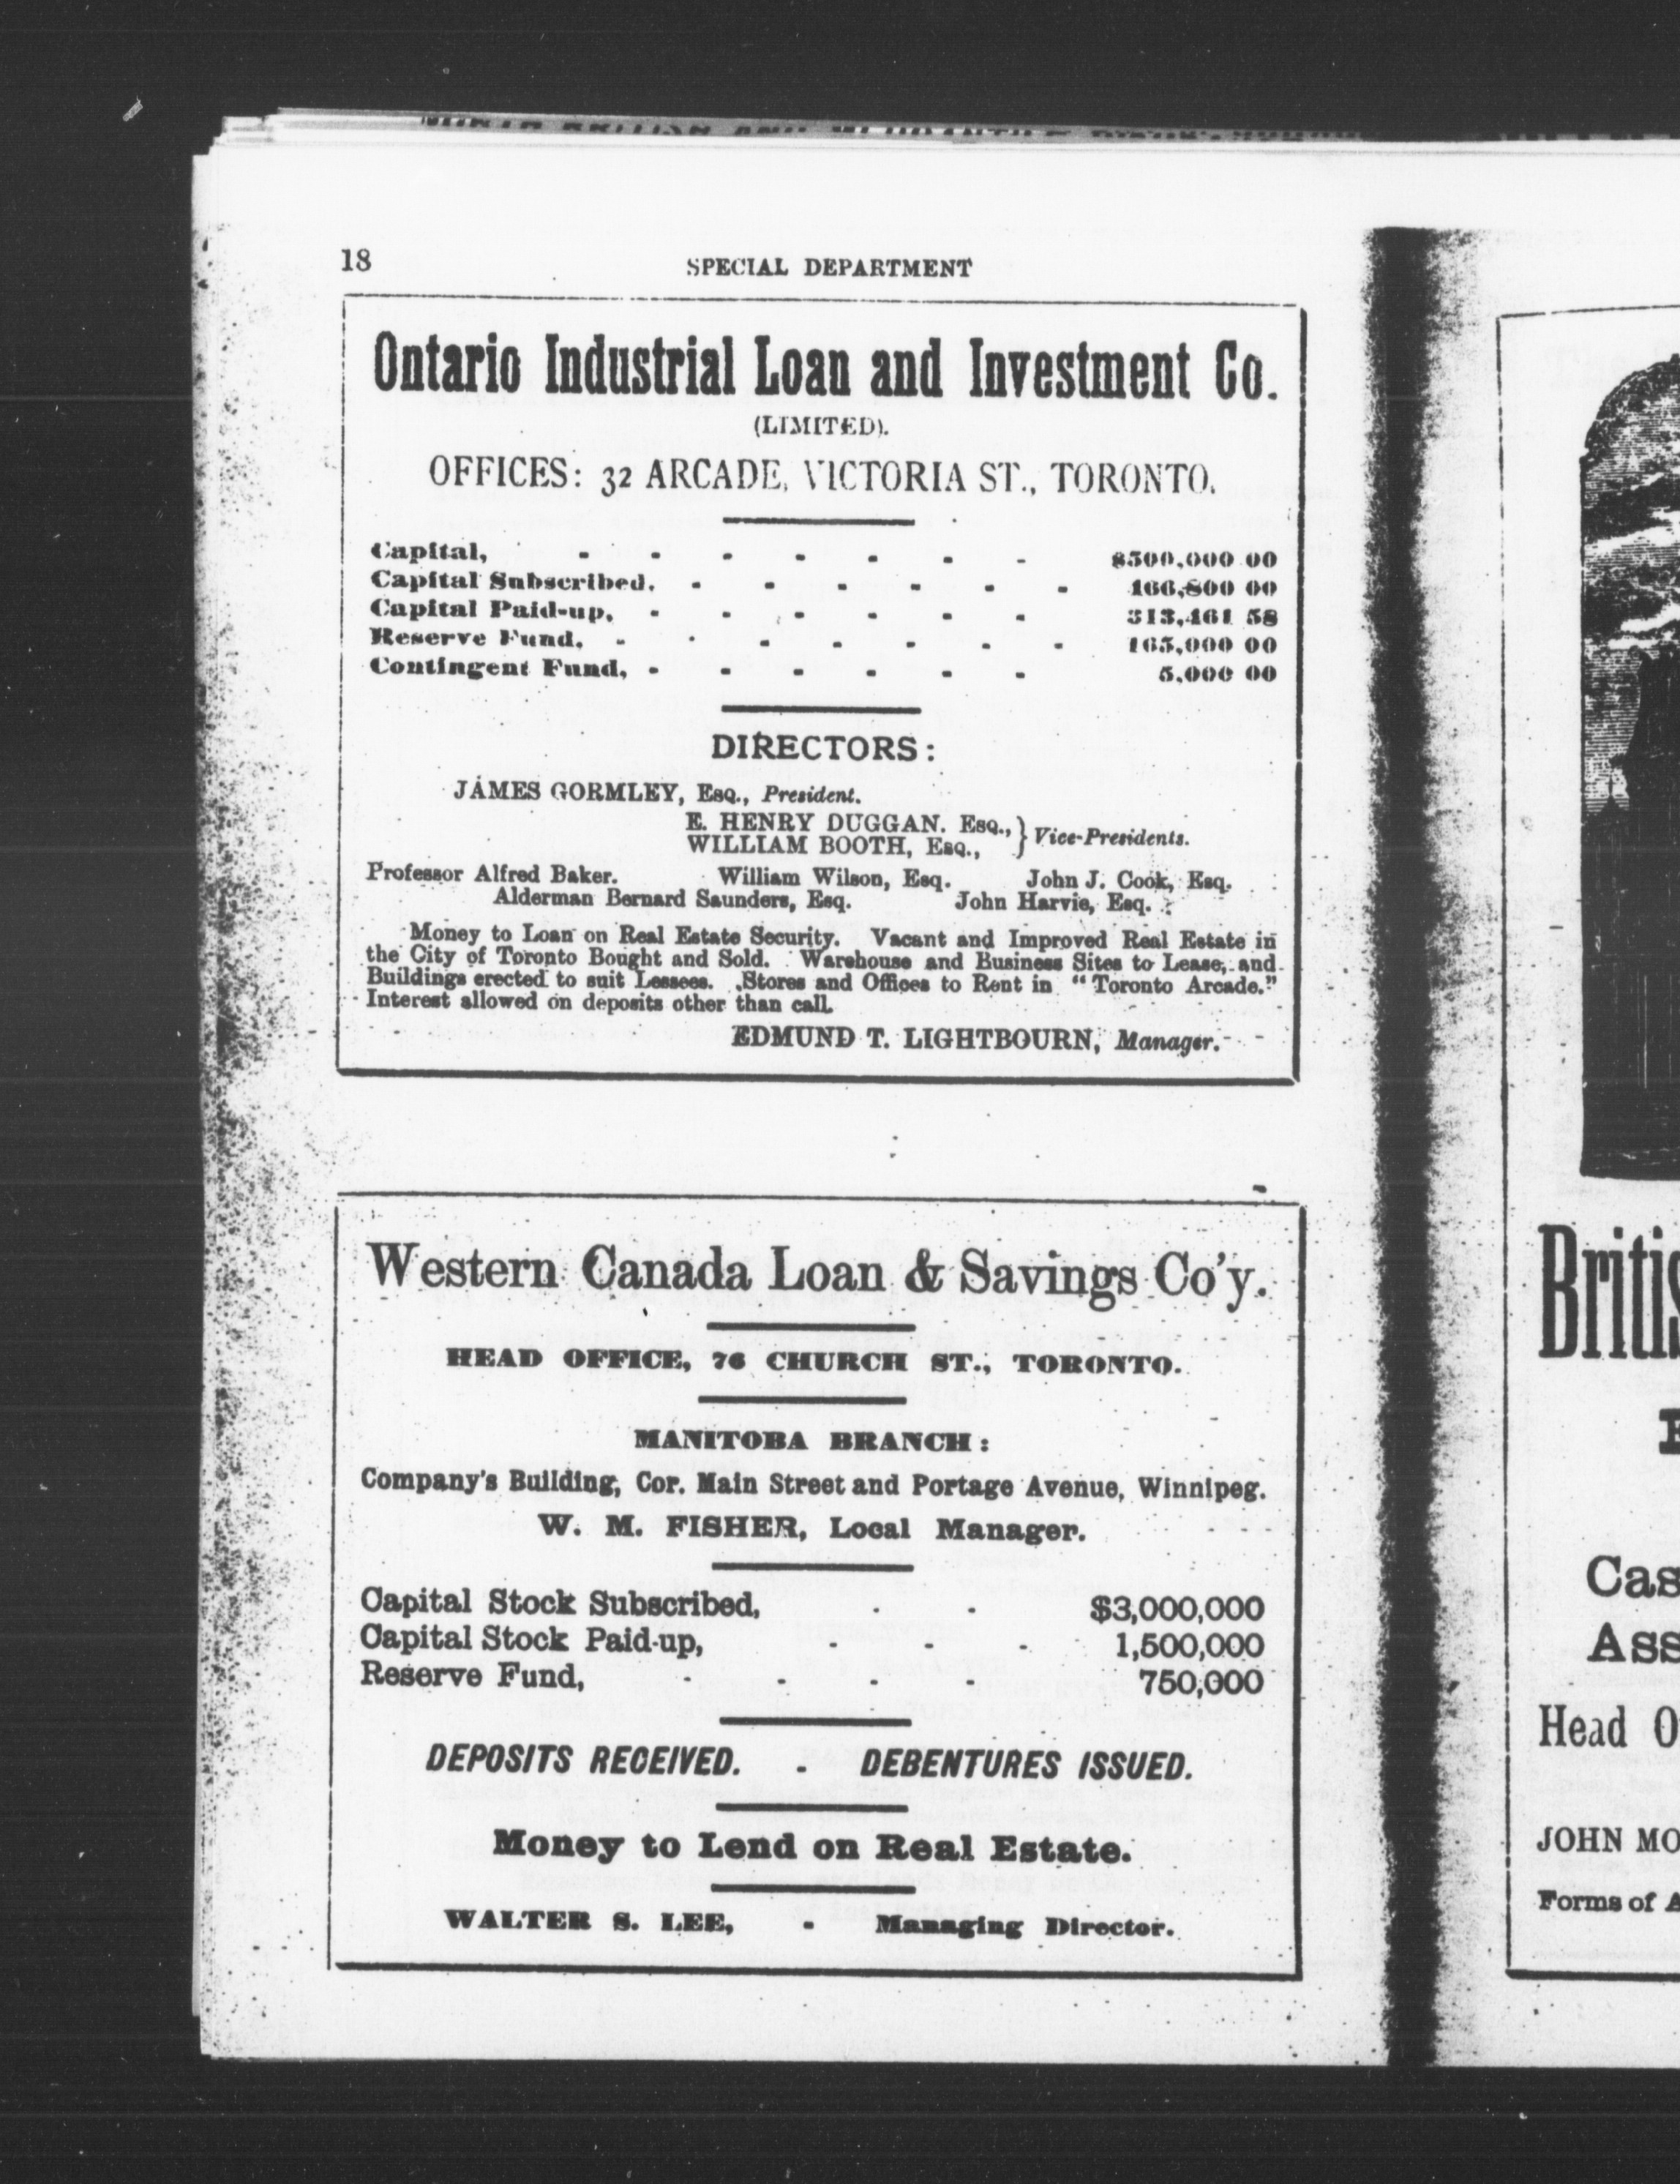 18
SPECIAL DEPARTMENT
Ontario Industrial Loan and Investment Co.
(LIMITED).
OFFICES: 32 ARCADE, VICTORIA ST., TORONTO.
Capital, - - - - - - - $500,000 00
Capital Subscribed, - - - - - - 466,800 00
Capital Paid-up, - - - - - - 313,461 58
Reserve Fund, - - - - - - - 165,000 00
Contingent Fund, - - - - - - 5,000 00
DIRECTORS:
JAMES GORMLEY, Esq., President.
E. HENRY DUGGAN. Esq.,
WILLIAM BOOTH, Esq., } Vice-Presidents.
Professor Alfred Baker. William Wilson, Esq. John J. Cook, Esq.
Alderman Bernard Saunders, Esq. John Harvie, Esq.
Money to Loan on Real Estate Security. Vacant and Improved Real Estate in
the City of Toronto Bought and Sold. Warehouse and Business Sites to Lease, and
Buildings erected to suit Lessees. Stores and Offices to Rent in "Toronto Arcade."
Interest allowed on deposits other than call.
EDMUND T. LIGHTBOURN, Manager.
Western Canada Loan & Savings Co'y.
HEAD OFFICE, 76 CHURCH ST., TORONTO.
MANITOBA BRANCH:
Company's Building, Cor. Main Street and Portage Avenue, Winnipeg.
W. M. FISHER, Local Manager.
Capital Stock Subscribed, - - $3,000,000
Capital Stock Paid-up, - - - 1,500,000
Reserve Fund, - - - - 750,000
DEPOSITS RECEIVED. - DEBENTURES ISSUED.
Money to Lend on Real Estate.
WALTER S. LEE, - Managing Director.
Britis
Cas
Ass
Head O
JOHN MO
Forms of A